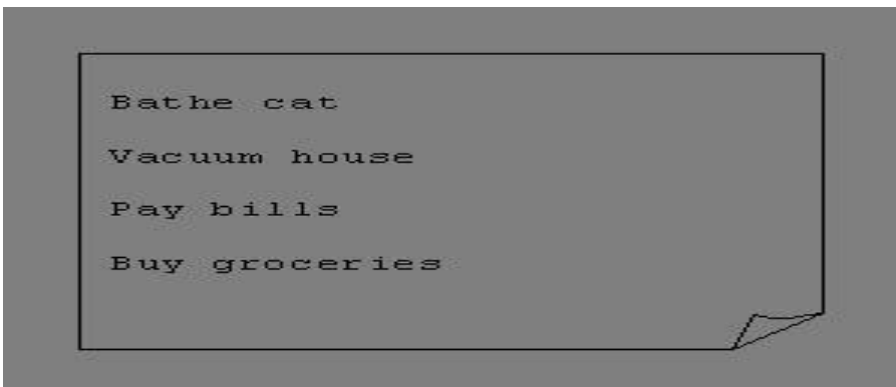 Bathe cat
Vacuum house
Pay bills
Buy groceries